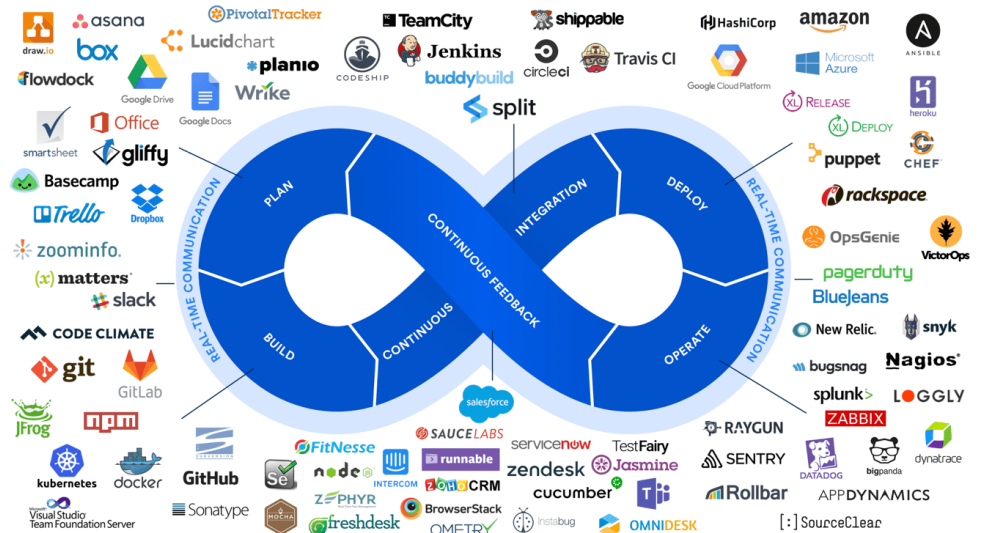 draw.io
asana
PivotalTracker
box
Lucidchart
flowdock
Google Drive
planio
Google Docs
Wrike
smartsheet
Office
gliffy
Basecamp
Trello
Dropbox
TeamCity
shippable
CODESHIP
Jenkins
circleci
Travis CI
buddybuild
split
HashiCorp
amazon
ANSIBLE
Google Cloud Platform
Microsoft
Azure
XL RELEASE
heroku
XL DEPLOY
puppet
CHEF
rackspace
PLAN
CONTINUOUS FEEDBACK
INTEGRATION
DEPLOY
BUILD
CONTINUOUS
OPERATE
REAL-TIME COMMUNICATION
REAL-TIME COMMUNICATION
zoominfo.
(x) matters
slack
OpsGenie
VictorOps
pagerduty
BlueJeans
CODE CLIMATE
git
GitLab
JFrog
npm
kubernetes
docker
SUBVERSION
GitHub
Visual Studio
Team Foundation Server
Sonatype
salesforce
SAUCELABS
FitNesse
Se
node
JS
INTERCOM
runnable
ZOHO CRM
ZEPHYR
MOCHA
freshdesk
BrowserStack
servicenow
TestFairy
zendesk
Jasmine
cucumber
T
instabug
OMNIDESK
New Relic.
snyk
bugsnag
Nagios
splunk>
LOGGLY
ZABBIX
RAYGUN
SENTRY
DATADOG
bigpanda
dynatrace
Rollbar
APPDYNAMICS
[:]SourceClear